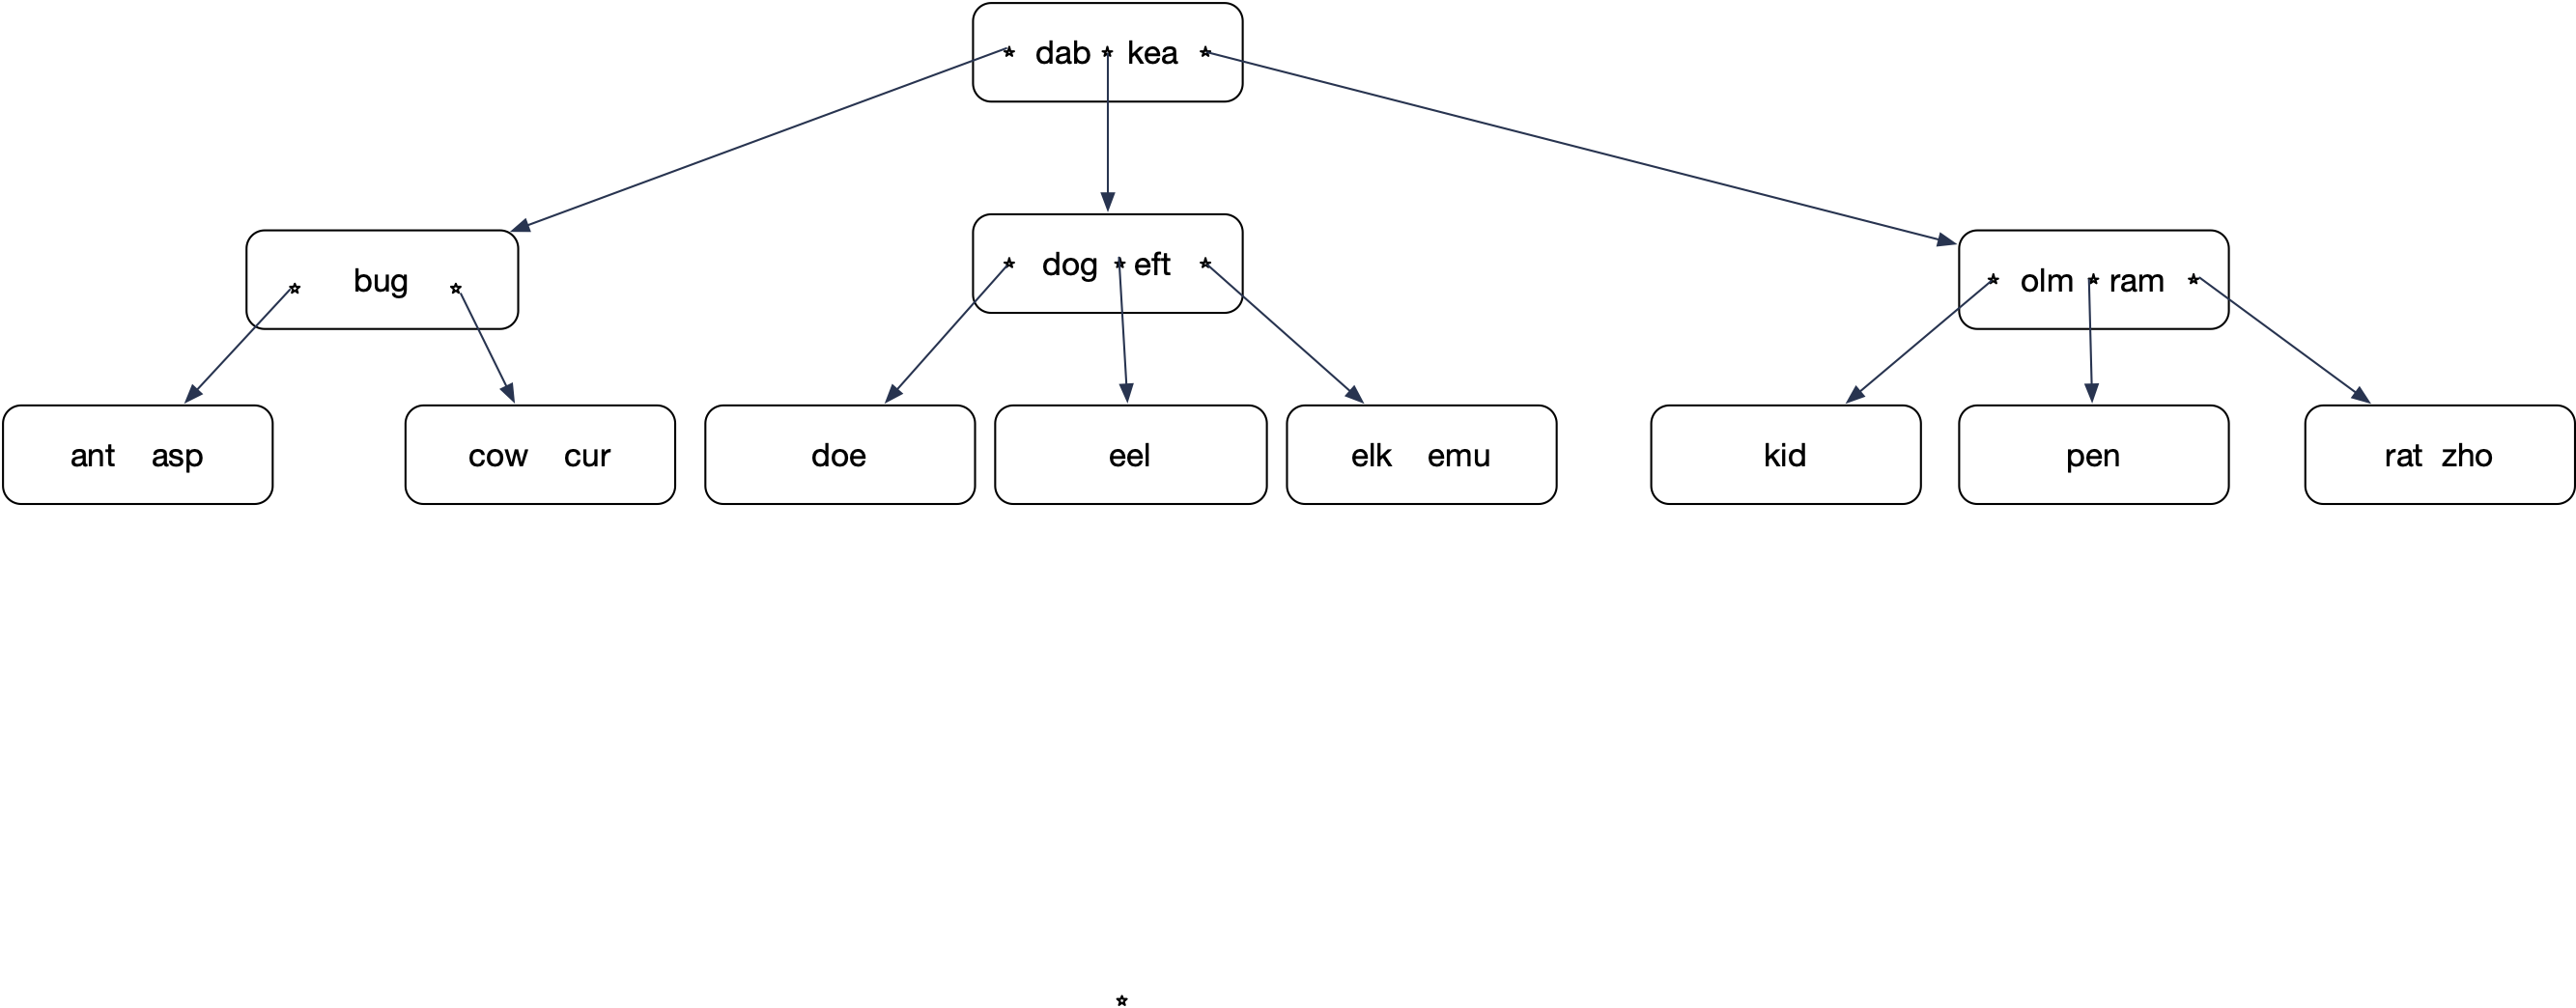 dab kea
bug
dog eft
olm ram
ant asp
cow cur
doe
eel
elk emu
kid
pen
rat zho